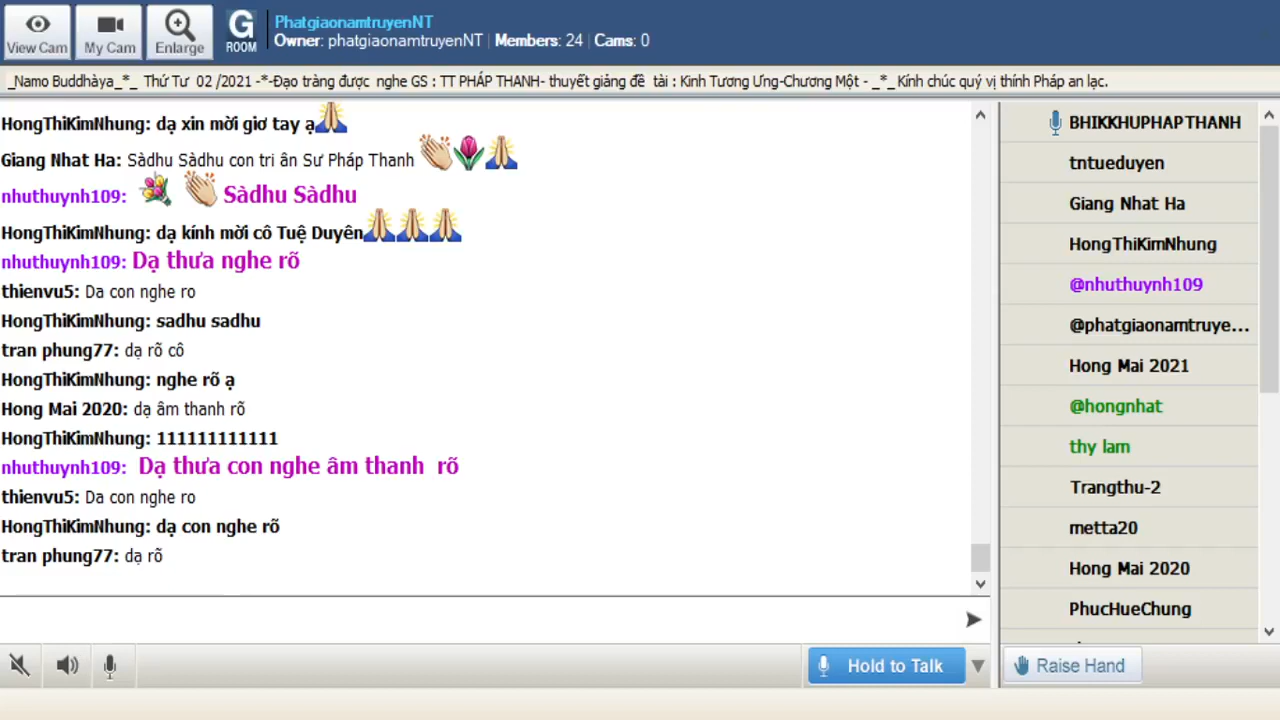 View Cam
My Cam
Enlarge
G
ROOM
PhatgiaonamtruyenNT
Owner: phatgiaonamtruyenNT | Members: 24 | Cams: 0
_Namo Buddhàya_*_ Thứ Tư 02 /2021 -*-Đạo tràng được nghe GS : TT PHÁP THANH- thuyết giảng đề tài : Kinh Tương Ưng-Chương Một - _*_ Kính chúc quý vị thính Pháp an lạc.
HongThiKimNhung: dạ xin mời giơ tay ạ
Giang Nhat Ha: Sàdhu Sàdhu con tri ân Sư Pháp Thanh
nhuthuynh109: Sàdhu Sàdhu
HongThiKimNhung: dạ kính mời cô Tuệ Duyên
nhuthuynh109: Dạ thưa nghe rõ
thienvu5: Da con nghe ro
HongThiKimNhung: sadhu sadhu
tran phung77: dạ rõ cô
HongThiKimNhung: nghe rõ ạ
Hong Mai 2020: dạ âm thanh rõ
HongThiKimNhung: 111111111111
nhuthuynh109: Dạ thưa con nghe âm thanh rõ
thienvu5: Da con nghe ro
HongThiKimNhung: dạ con nghe rõ
tran phung77: dạ rõ
BHIKKHUPHAPTHANH
tntueduyen
Giang Nhat Ha
HongThiKimNhung
@nhuthuynh109
@phatgiaonamtruye...
Hong Mai 2021
@hongnhat
thy lam
Trangthu-2
metta20
Hong Mai 2020
PhucHueChung
Hold to Talk
Raise Hand